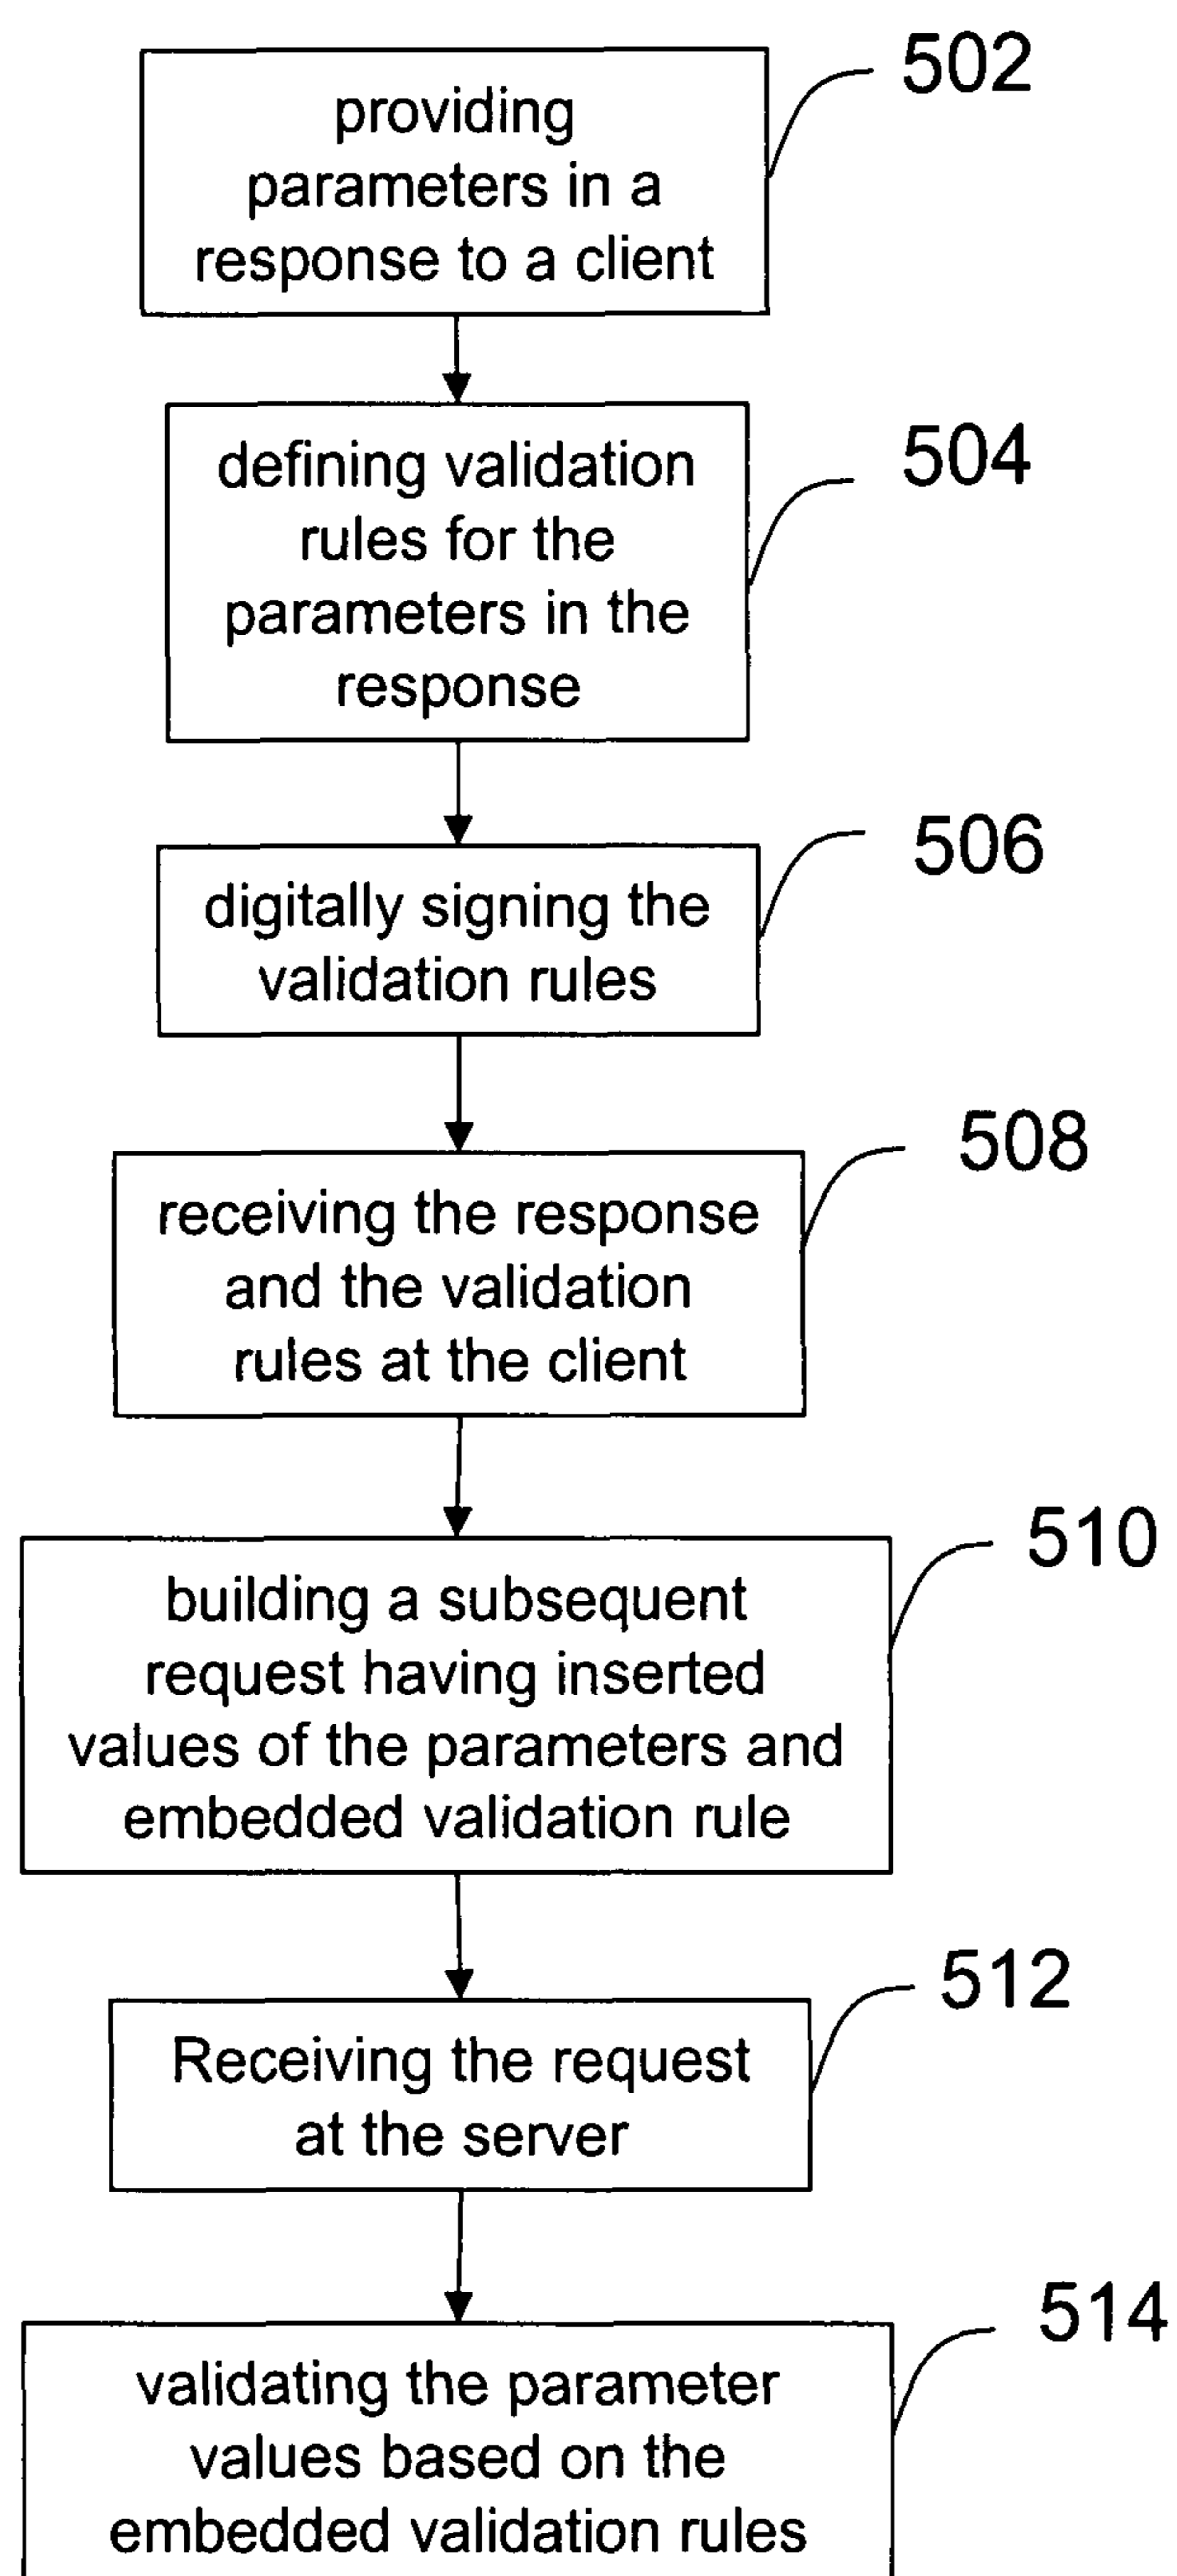 providing
parameters in a
response to a client
502
defining validation
rules for the
parameters in the
response
504
digitally signing the
validation rules
506
receiving the response
and the validation
rules at the client
508
building a subsequent
request having inserted
values of the parameters and
embedded validation rule
510
Receiving the request
at the server
512
validating the parameter
values based on the
embedded validation rules
514